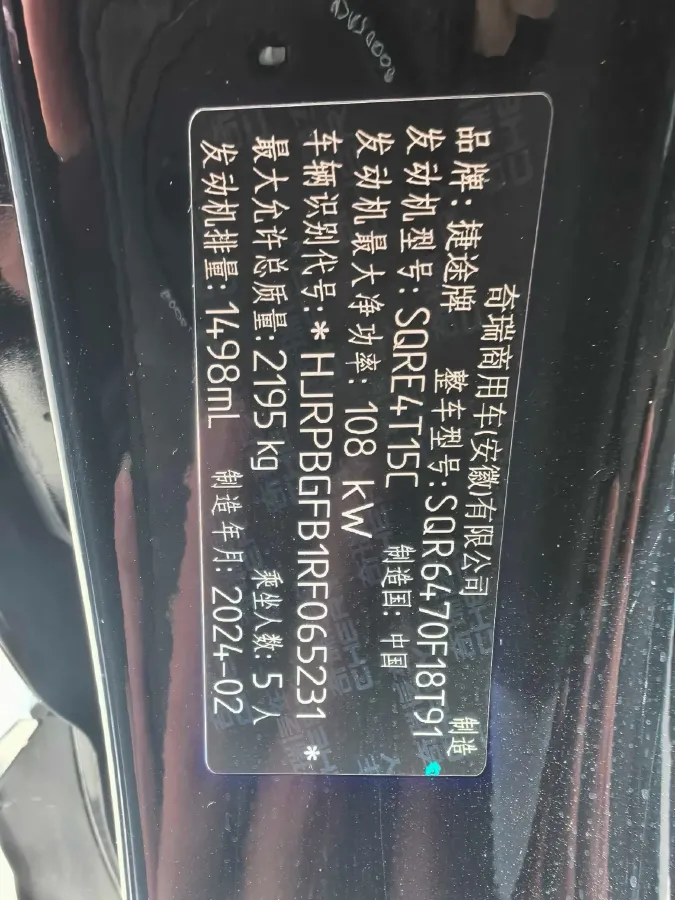 奇瑞商用车(安徽)有限公司 制造
品牌: 捷途牌 整车型号: SQR6470F18T91
发动机型号: SQRE4T15C 制造国: 中国
发动机最大净功率: 108 kW
车辆识别代号: *HJRPBGFB1RF065231*
最大允许总质量: 2195 kg 乘坐人数: 5 人
发动机排量: 1498mL 制造年月: 2024-02